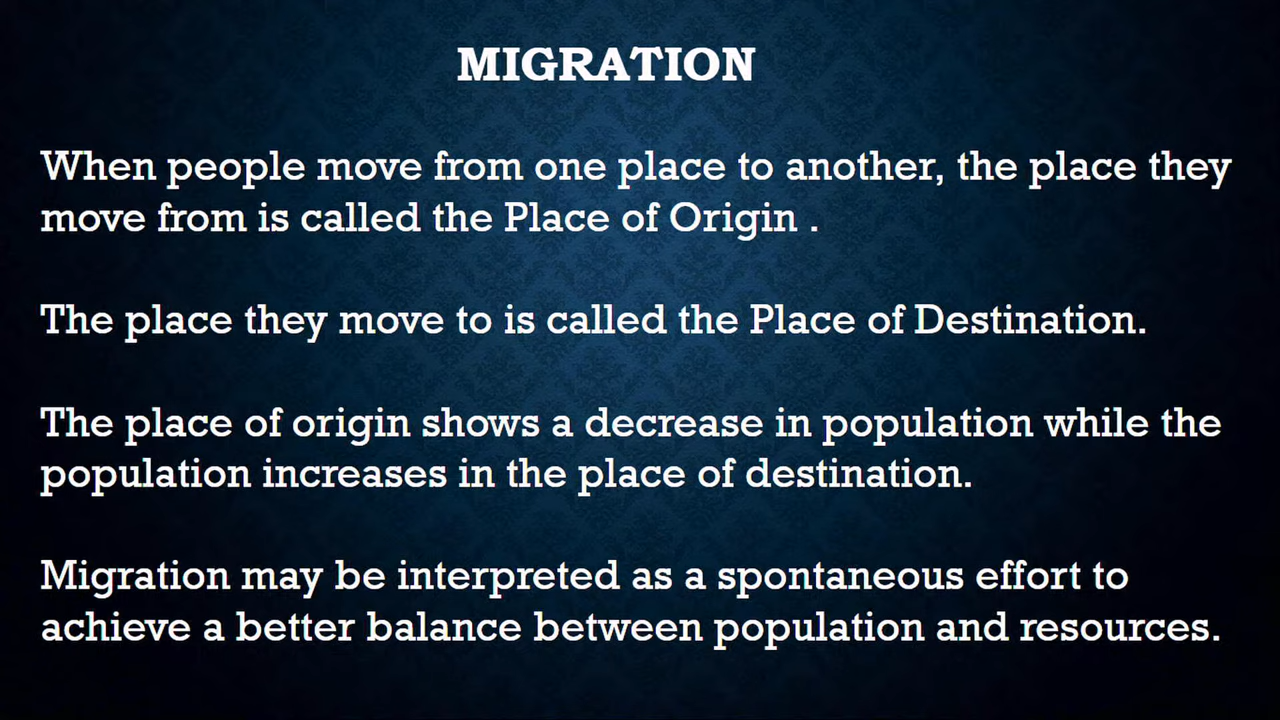 MIGRATION
When people move from one place to another, the place they
move from is called the Place of Origin .
The place they move to is called the Place of Destination.
The place of origin shows a decrease in population while the
population increases in the place of destination.
Migration may be interpreted as a spontaneous effort to
achieve a better balance between population and resources.